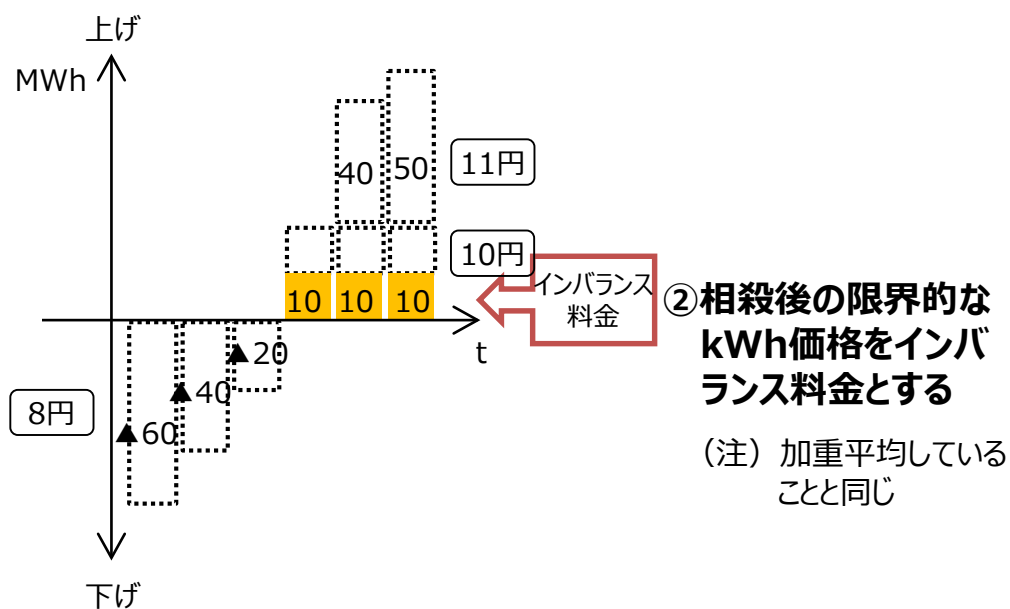 上げ
MWh
40
50
11円
10円
10
10
10
インバランス
料金
②相殺後の限界的な
kWh価格をインバ
ランス料金とする
t
▲20
▲40
8円
▲60
（注）加重平均している
ことと同じ
下げ